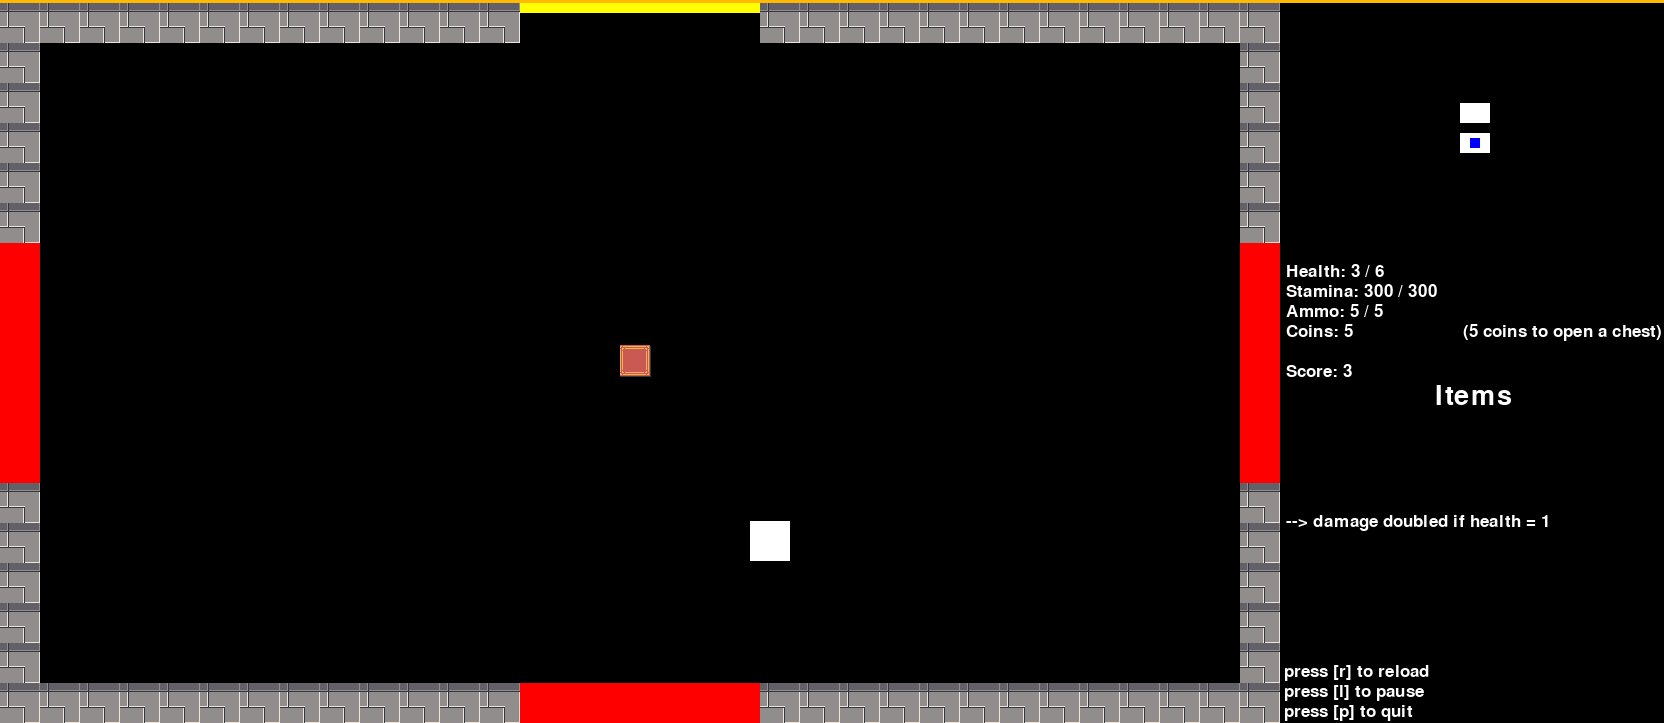 Health: 3 / 6
Stamina: 300 / 300
Ammo: 5 / 5
Coins: 5 (5 coins to open a chest)
Score: 3
Items
--> damage doubled if health = 1
press [r] to reload
press [l] to pause
press [p] to quit